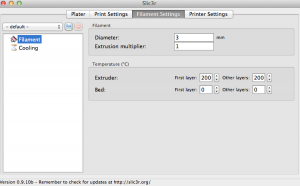 Slic3r
Plater Print Settings Filament Settings Printer Settings
- default -
Filament
Cooling
Filament
Diameter: 3 mm
Extrusion multiplier: 1
Temperature (°C)
Extruder: First layer: 200 Other layers: 200
Bed: First layer: 0 Other layers: 0
Version 0.9.10b - Remember to check for updates at http://slic3r.org/